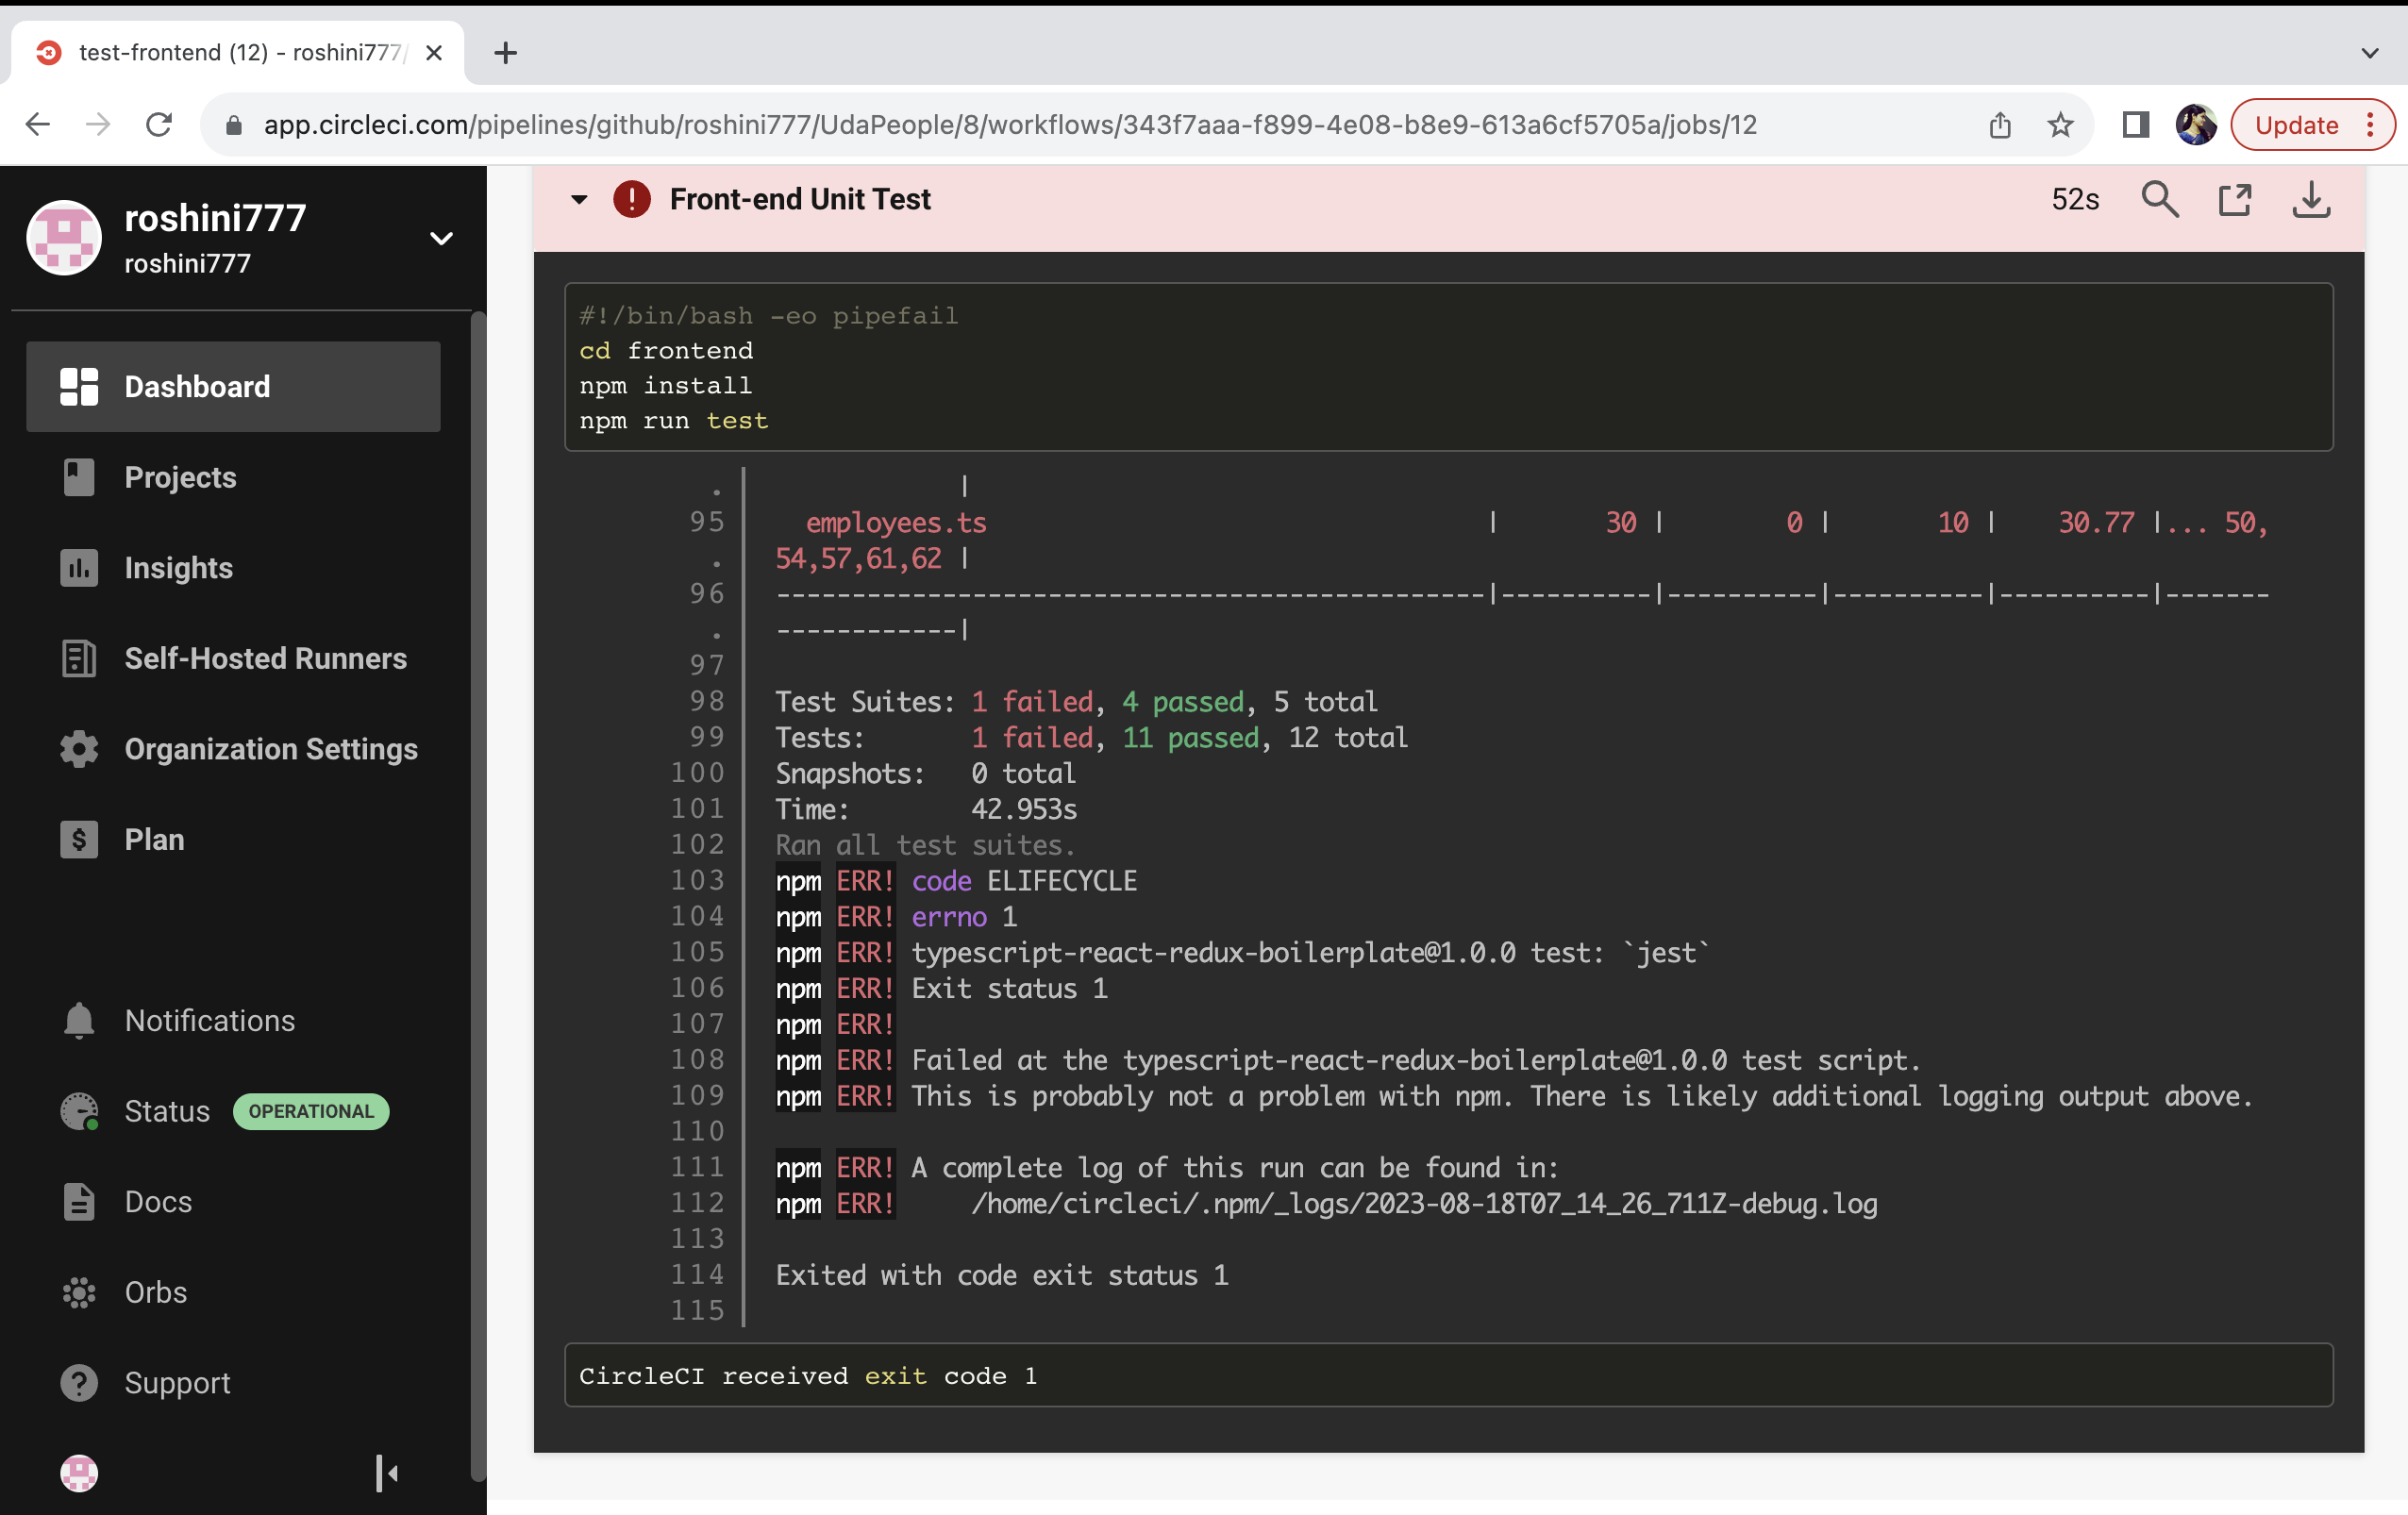 test-frontend (12) - roshini777/
app.circleci.com/pipelines/github/roshini777/UdaPeople/8/workflows/343f7aaa-f899-4e08-b8e9-613a6cf5705a/jobs/12
Update
roshini777
roshini777
Dashboard
Projects
Insights
Self-Hosted Runners
Organization Settings
Plan
Notifications
Status OPERATIONAL
Docs
Orbs
Support
Front-end Unit Test 52s
#!/bin/bash -eo pipefail
cd frontend
npm install
npm run test
. |
95 employees.ts | 30 | 0 | 10 | 30.77 |... 50,
. 54,57,61,62 |
96 -----------------------------------------------|----------|----------|----------|----------|-------
. ------------|
97
98 Test Suites: 1 failed, 4 passed, 5 total
99 Tests: 1 failed, 11 passed, 12 total
100 Snapshots: 0 total
101 Time: 42.953s
102 Ran all test suites.
103 npm ERR! code ELIFECYCLE
104 npm ERR! errno 1
105 npm ERR! typescript-react-redux-boilerplate@1.0.0 test: `jest`
106 npm ERR! Exit status 1
107 npm ERR!
108 npm ERR! Failed at the typescript-react-redux-boilerplate@1.0.0 test script.
109 npm ERR! This is probably not a problem with npm. There is likely additional logging output above.
110
111 npm ERR! A complete log of this run can be found in:
112 npm ERR! /home/circleci/.npm/_logs/2023-08-18T07_14_26_711Z-debug.log
113
114 Exited with code exit status 1
115
CircleCI received exit code 1